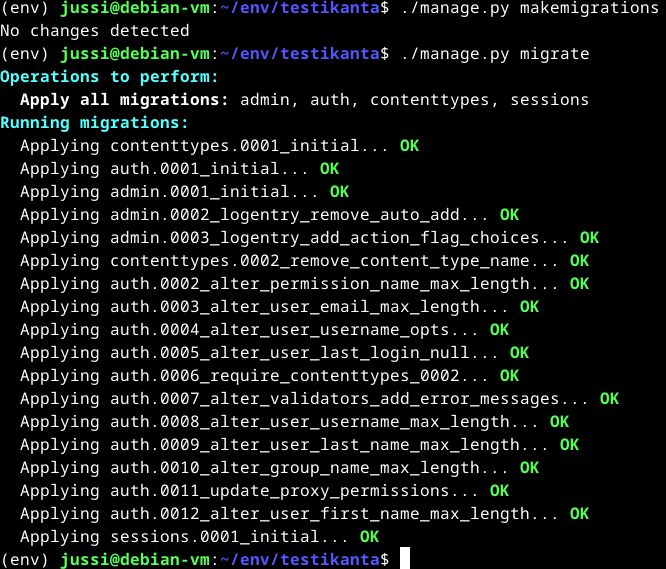 (env) jussi@debian-vm:~/env/testikanta$ ./manage.py makemigrations
No changes detected
(env) jussi@debian-vm:~/env/testikanta$ ./manage.py migrate
Operations to perform:
  Apply all migrations: admin, auth, contenttypes, sessions
Running migrations:
  Applying contenttypes.0001_initial... OK
  Applying auth.0001_initial... OK
  Applying admin.0001_initial... OK
  Applying admin.0002_logentry_remove_auto_add... OK
  Applying admin.0003_logentry_add_action_flag_choices... OK
  Applying contenttypes.0002_remove_content_type_name... OK
  Applying auth.0002_alter_permission_name_max_length... OK
  Applying auth.0003_alter_user_email_max_length... OK
  Applying auth.0004_alter_user_username_opts... OK
  Applying auth.0005_alter_user_last_login_null... OK
  Applying auth.0006_require_contenttypes_0002... OK
  Applying auth.0007_alter_validators_add_error_messages... OK
  Applying auth.0008_alter_user_username_max_length... OK
  Applying auth.0009_alter_user_last_name_max_length... OK
  Applying auth.0010_alter_group_name_max_length... OK
  Applying auth.0011_update_proxy_permissions... OK
  Applying auth.0012_alter_user_first_name_max_length... OK
  Applying sessions.0001_initial... OK
(env) jussi@debian-vm:~/env/testikanta$